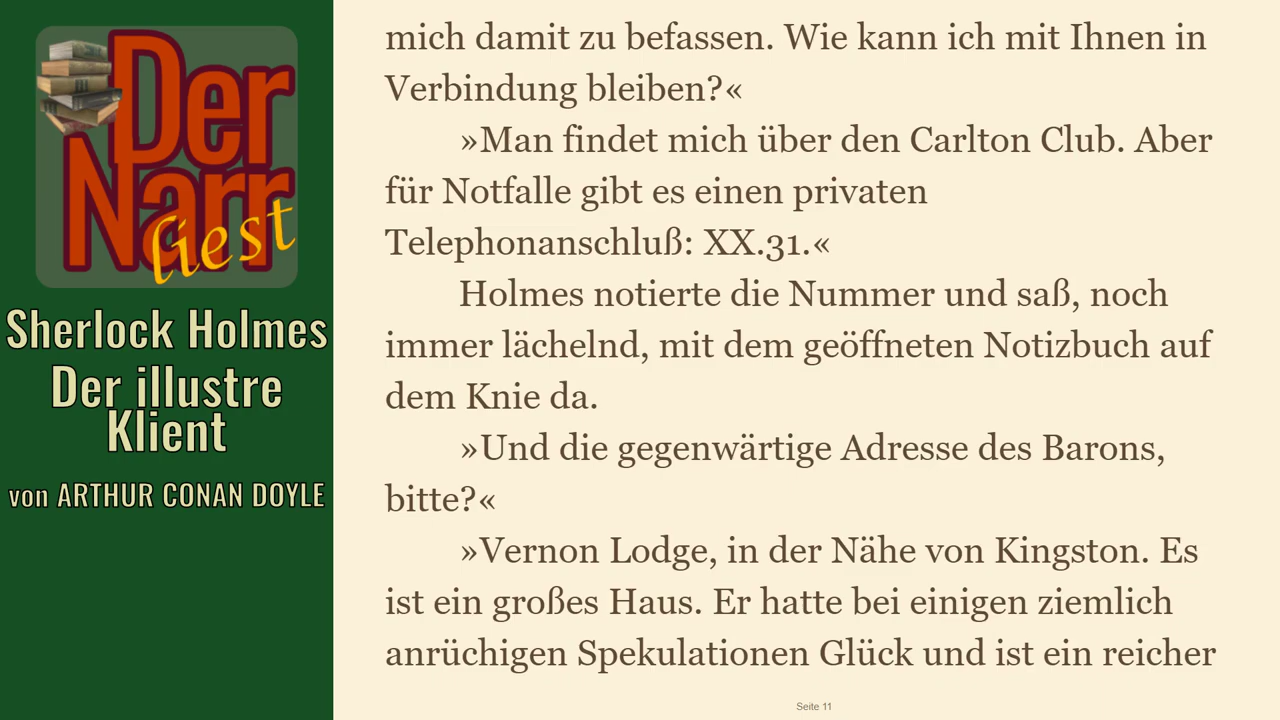 Der
Narr
liest
Sherlock Holmes
Der illustre
Klient
von ARTHUR CONAN DOYLE
mich damit zu befassen. Wie kann ich mit Ihnen in
Verbindung bleiben?«
»Man findet mich über den Carlton Club. Aber
für Notfalle gibt es einen privaten
Telephonanschluß: XX.31.«
Holmes notierte die Nummer und saß, noch
immer lächelnd, mit dem geöffneten Notizbuch auf
dem Knie da.
»Und die gegenwärtige Adresse des Barons,
bitte?«
»Vernon Lodge, in der Nähe von Kingston. Es
ist ein großes Haus. Er hatte bei einigen ziemlich
anrüchigen Spekulationen Glück und ist ein reicher
Seite 11